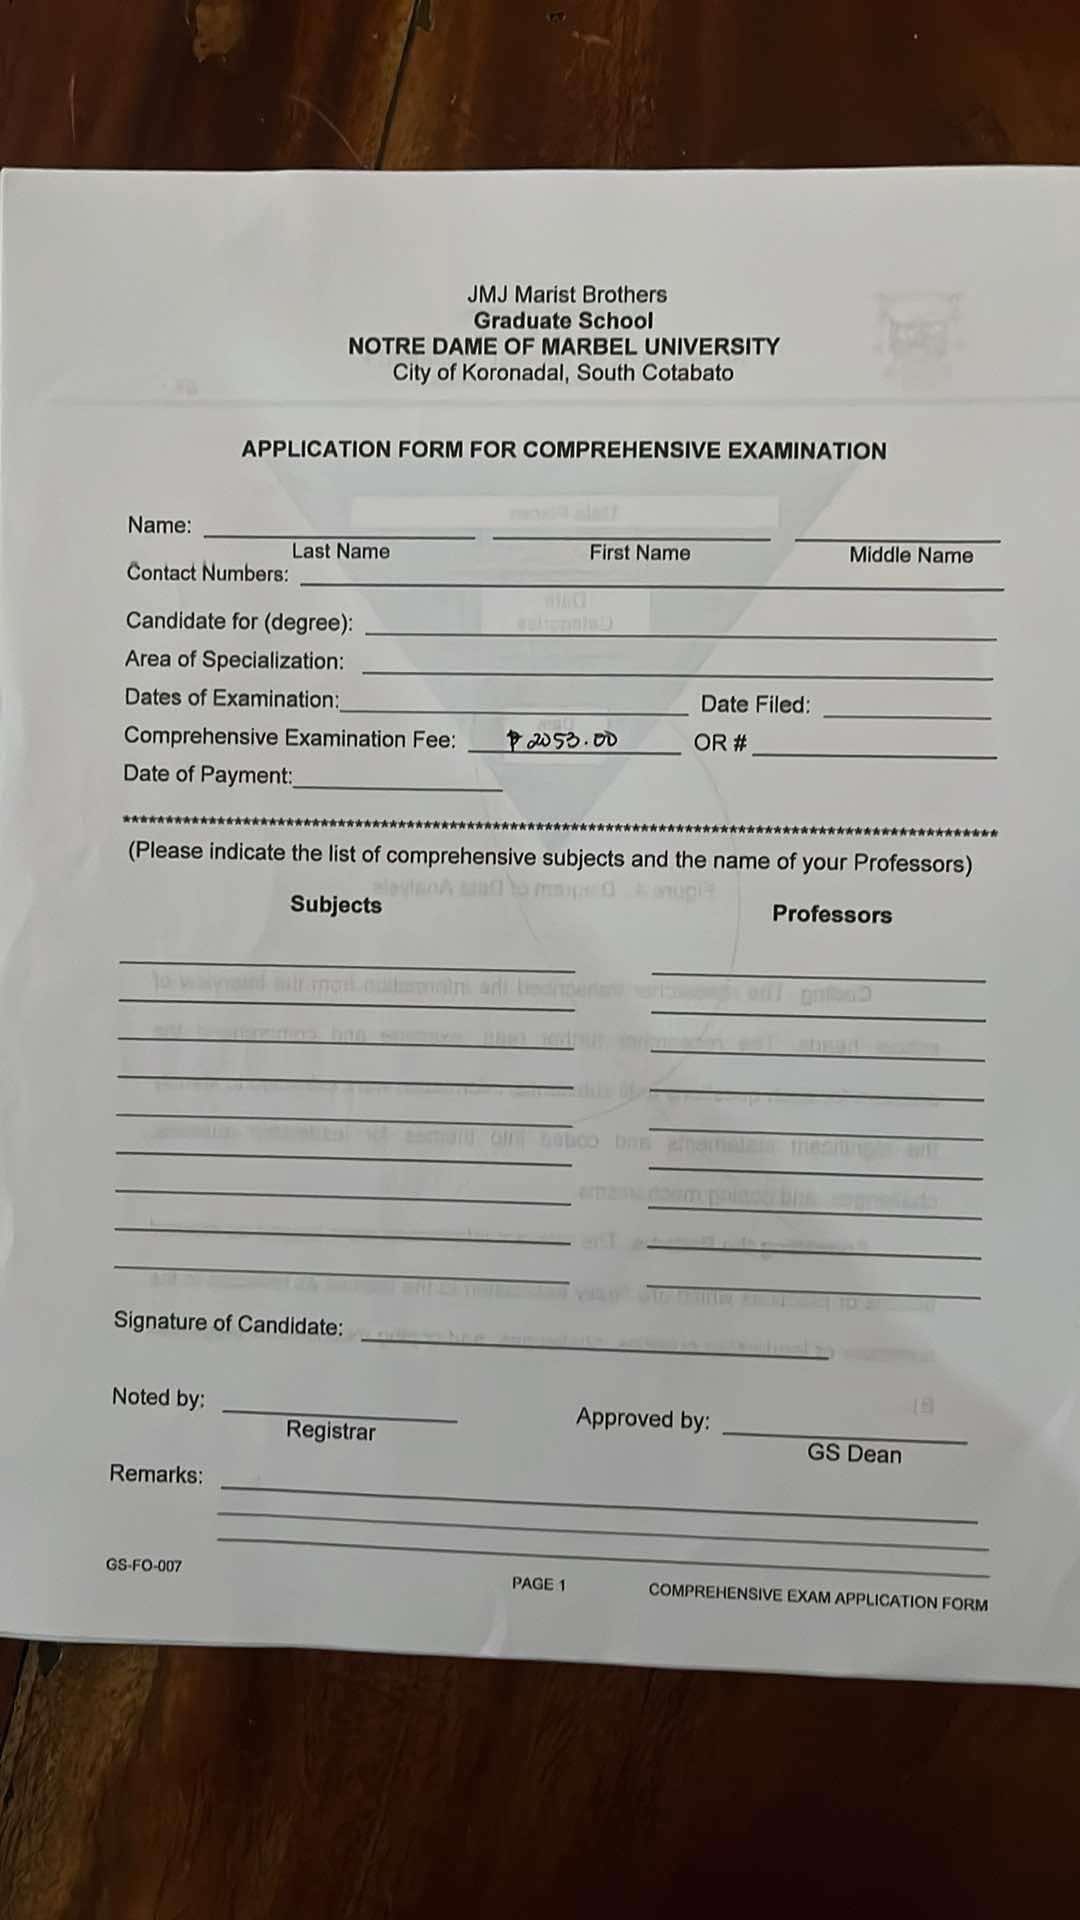 JMJ Marist Brothers
Graduate School
NOTRE DAME OF MARBEL UNIVERSITY
City of Koronadal, South Cotabato
APPLICATION FORM FOR COMPREHENSIVE EXAMINATION
Name:
Last Name First Name Middle Name
Contact Numbers:
Candidate for (degree):
Area of Specialization:
Dates of Examination: Date Filed:
Comprehensive Examination Fee: ₱2053.00 OR #
Date of Payment:
(Please indicate the list of comprehensive subjects and the name of your Professors)
Subjects Professors
Signature of Candidate:
Noted by: Approved by:
Registrar GS Dean
Remarks:
GS-FO-007 PAGE 1 COMPREHENSIVE EXAM APPLICATION FORM